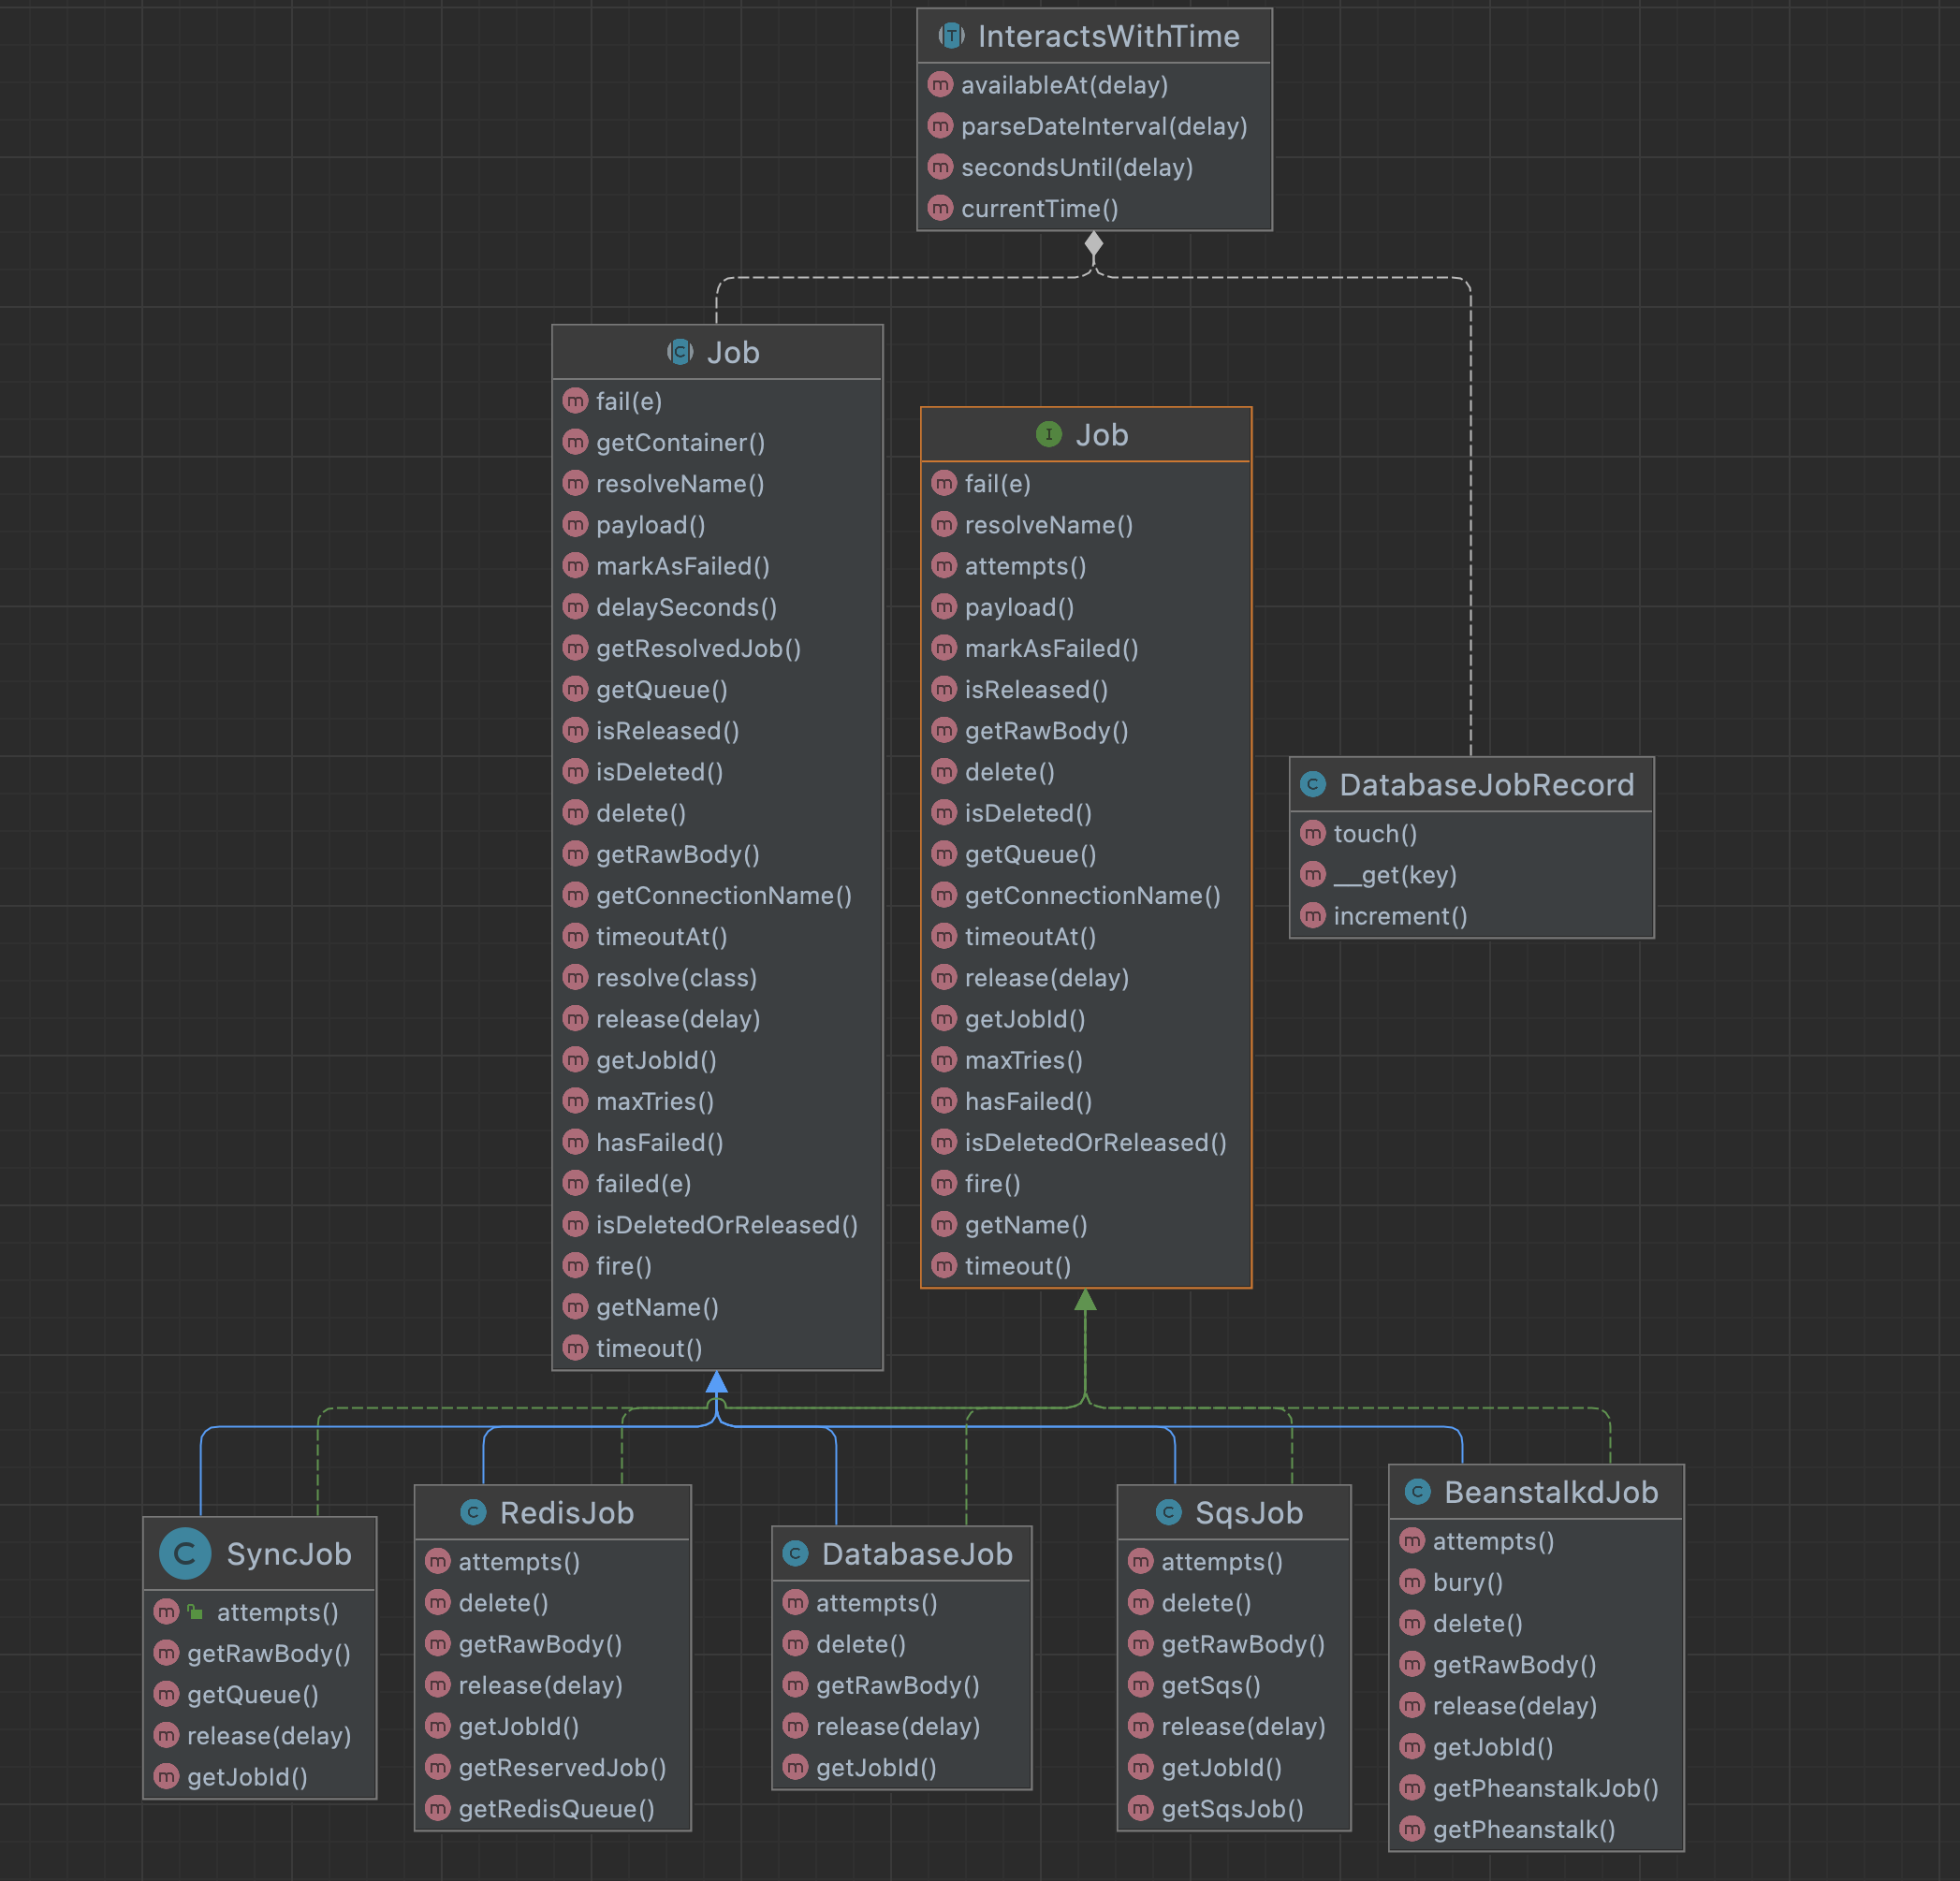 InteractsWithTime
availableAt(delay)
parseDateInterval(delay)
secondsUntil(delay)
currentTime()
Job
fail(e)
getContainer()
resolveName()
payload()
markAsFailed()
delaySeconds()
getResolvedJob()
getQueue()
isReleased()
isDeleted()
delete()
getRawBody()
getConnectionName()
timeoutAt()
resolve(class)
release(delay)
getJobId()
maxTries()
hasFailed()
failed(e)
isDeletedOrReleased()
fire()
getName()
timeout()
Job
fail(e)
resolveName()
attempts()
payload()
markAsFailed()
isReleased()
getRawBody()
delete()
isDeleted()
getQueue()
getConnectionName()
timeoutAt()
release(delay)
getJobId()
maxTries()
hasFailed()
isDeletedOrReleased()
fire()
getName()
timeout()
DatabaseJobRecord
touch()
__get(key)
increment()
SyncJob
attempts()
getRawBody()
getQueue()
release(delay)
getJobId()
RedisJob
attempts()
delete()
getRawBody()
release(delay)
getJobId()
getReservedJob()
getRedisQueue()
DatabaseJob
attempts()
delete()
getRawBody()
release(delay)
getJobId()
SqsJob
attempts()
delete()
getRawBody()
getSqs()
release(delay)
getJobId()
getSqsJob()
BeanstalkdJob
attempts()
bury()
delete()
getRawBody()
release(delay)
getJobId()
getPheanstalkJob()
getPheanstalk()